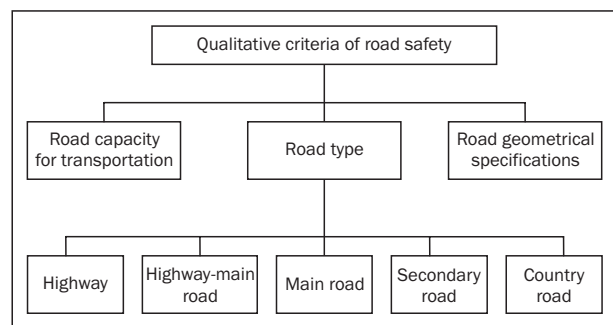 Qualitative criteria of road safety
Road capacity
for transportation
Road type
Road geometrical
specifications
Highway
Highway-main
road
Main road
Secondary
road
Country
road